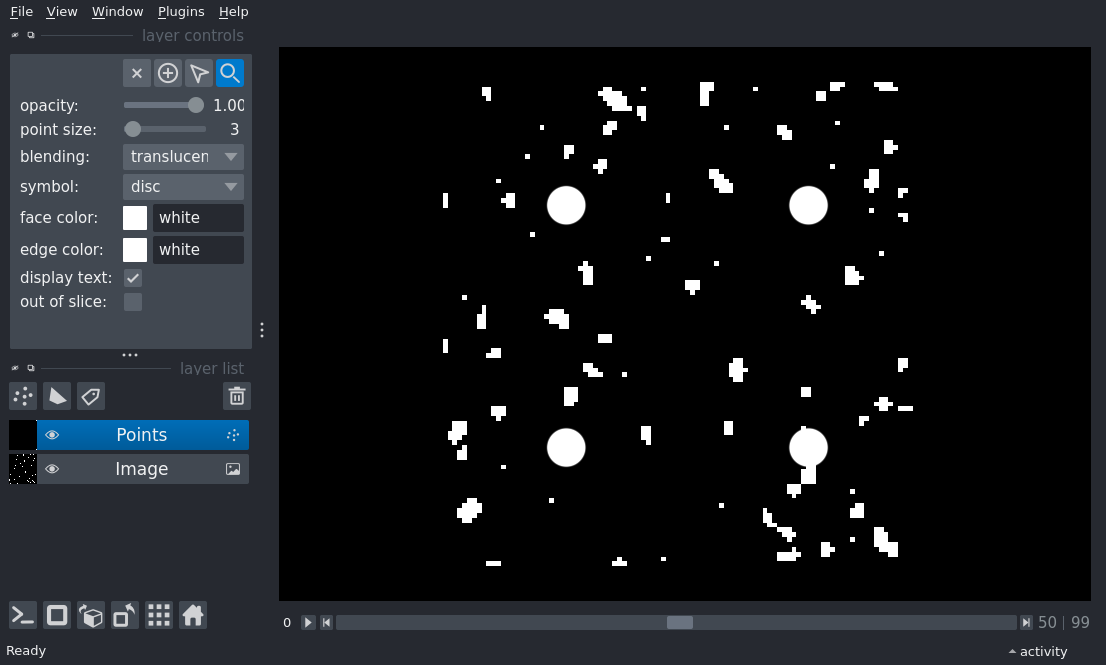 File View Window Plugins Help
layer controls
opacity: 1.00
point size: 3
blending: translucen
symbol: disc
face color: white
edge color: white
display text:
out of slice:
layer list
Points
Image
0 50 | 99
Ready activity